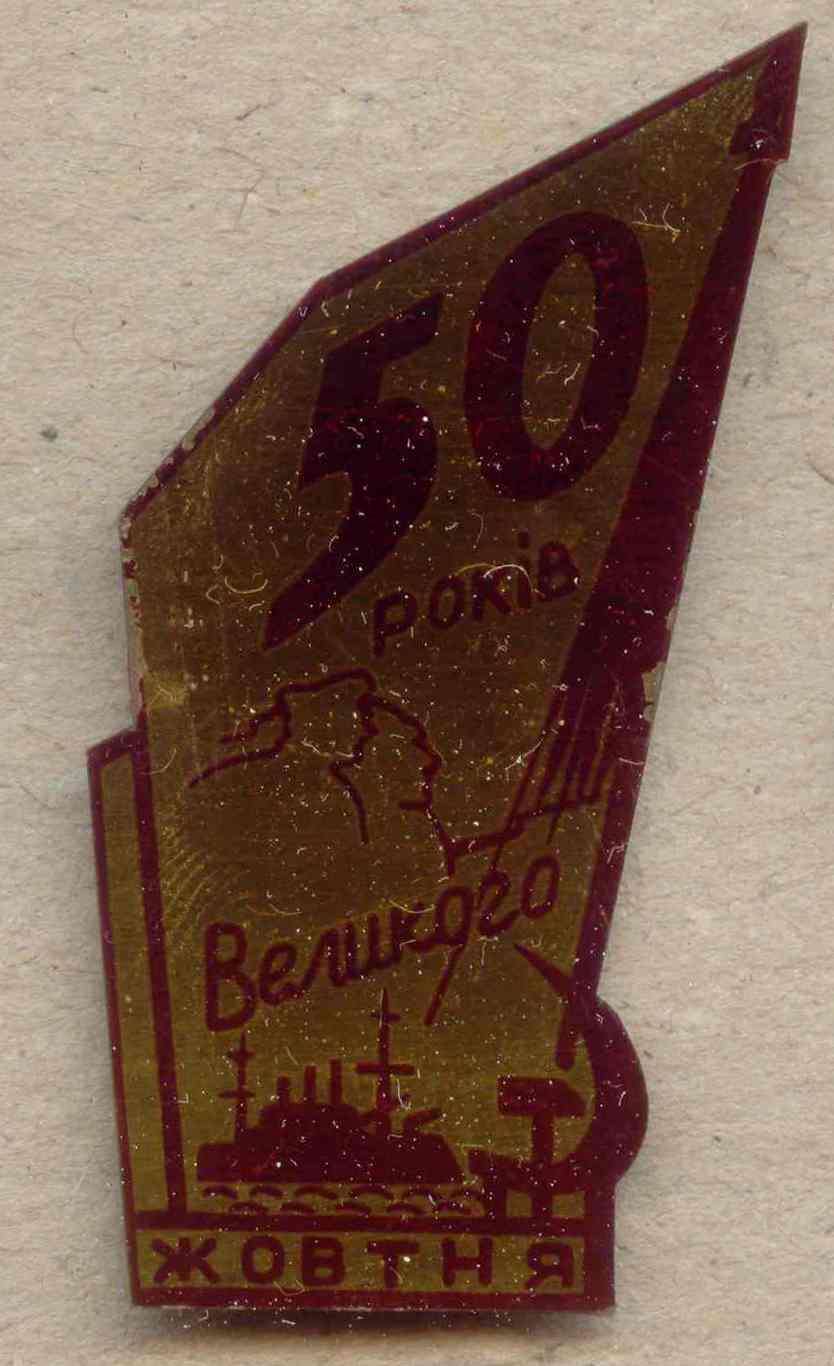 50
років
Великого
ЖОВТНЯ